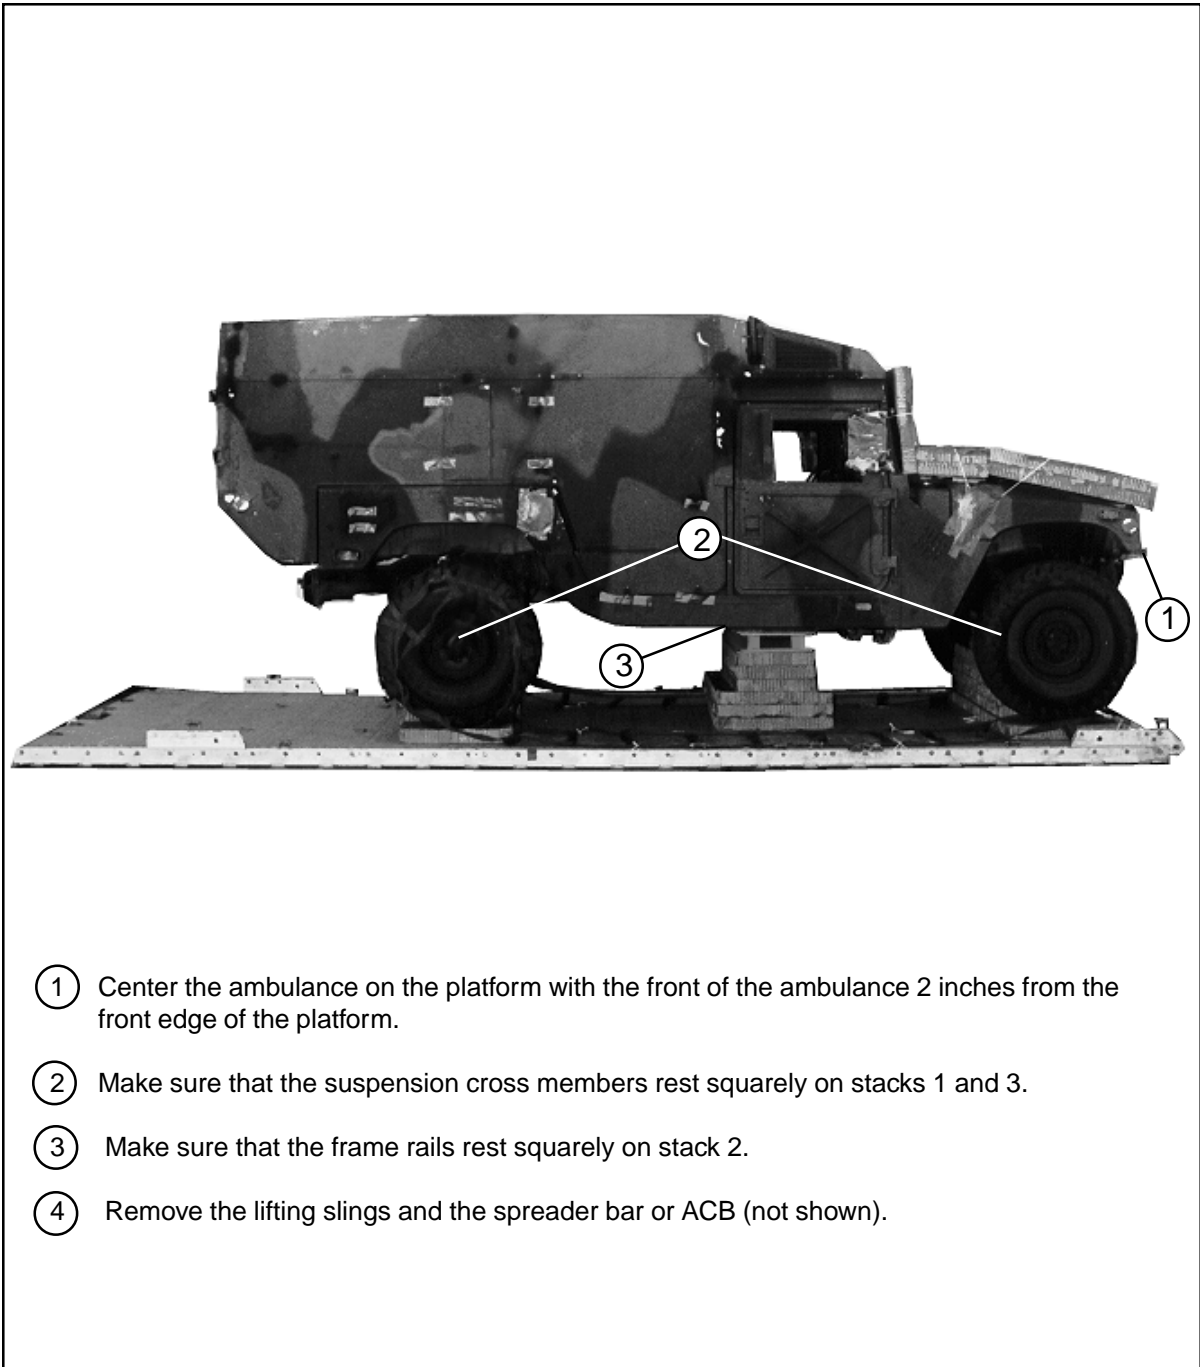 2
1
3
1 Center the ambulance on the platform with the front of the ambulance 2 inches from the
front edge of the platform.
2 Make sure that the suspension cross members rest squarely on stacks 1 and 3.
3 Make sure that the frame rails rest squarely on stack 2.
4 Remove the lifting slings and the spreader bar or ACB (not shown).